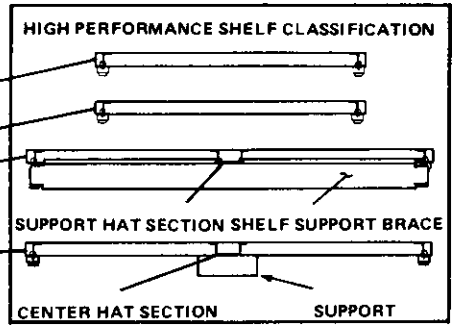 HIGH PERFORMANCE SHELF CLASSIFICATION
SUPPORT HAT SECTION SHELF SUPPORT BRACE
CENTER HAT SECTION SUPPORT